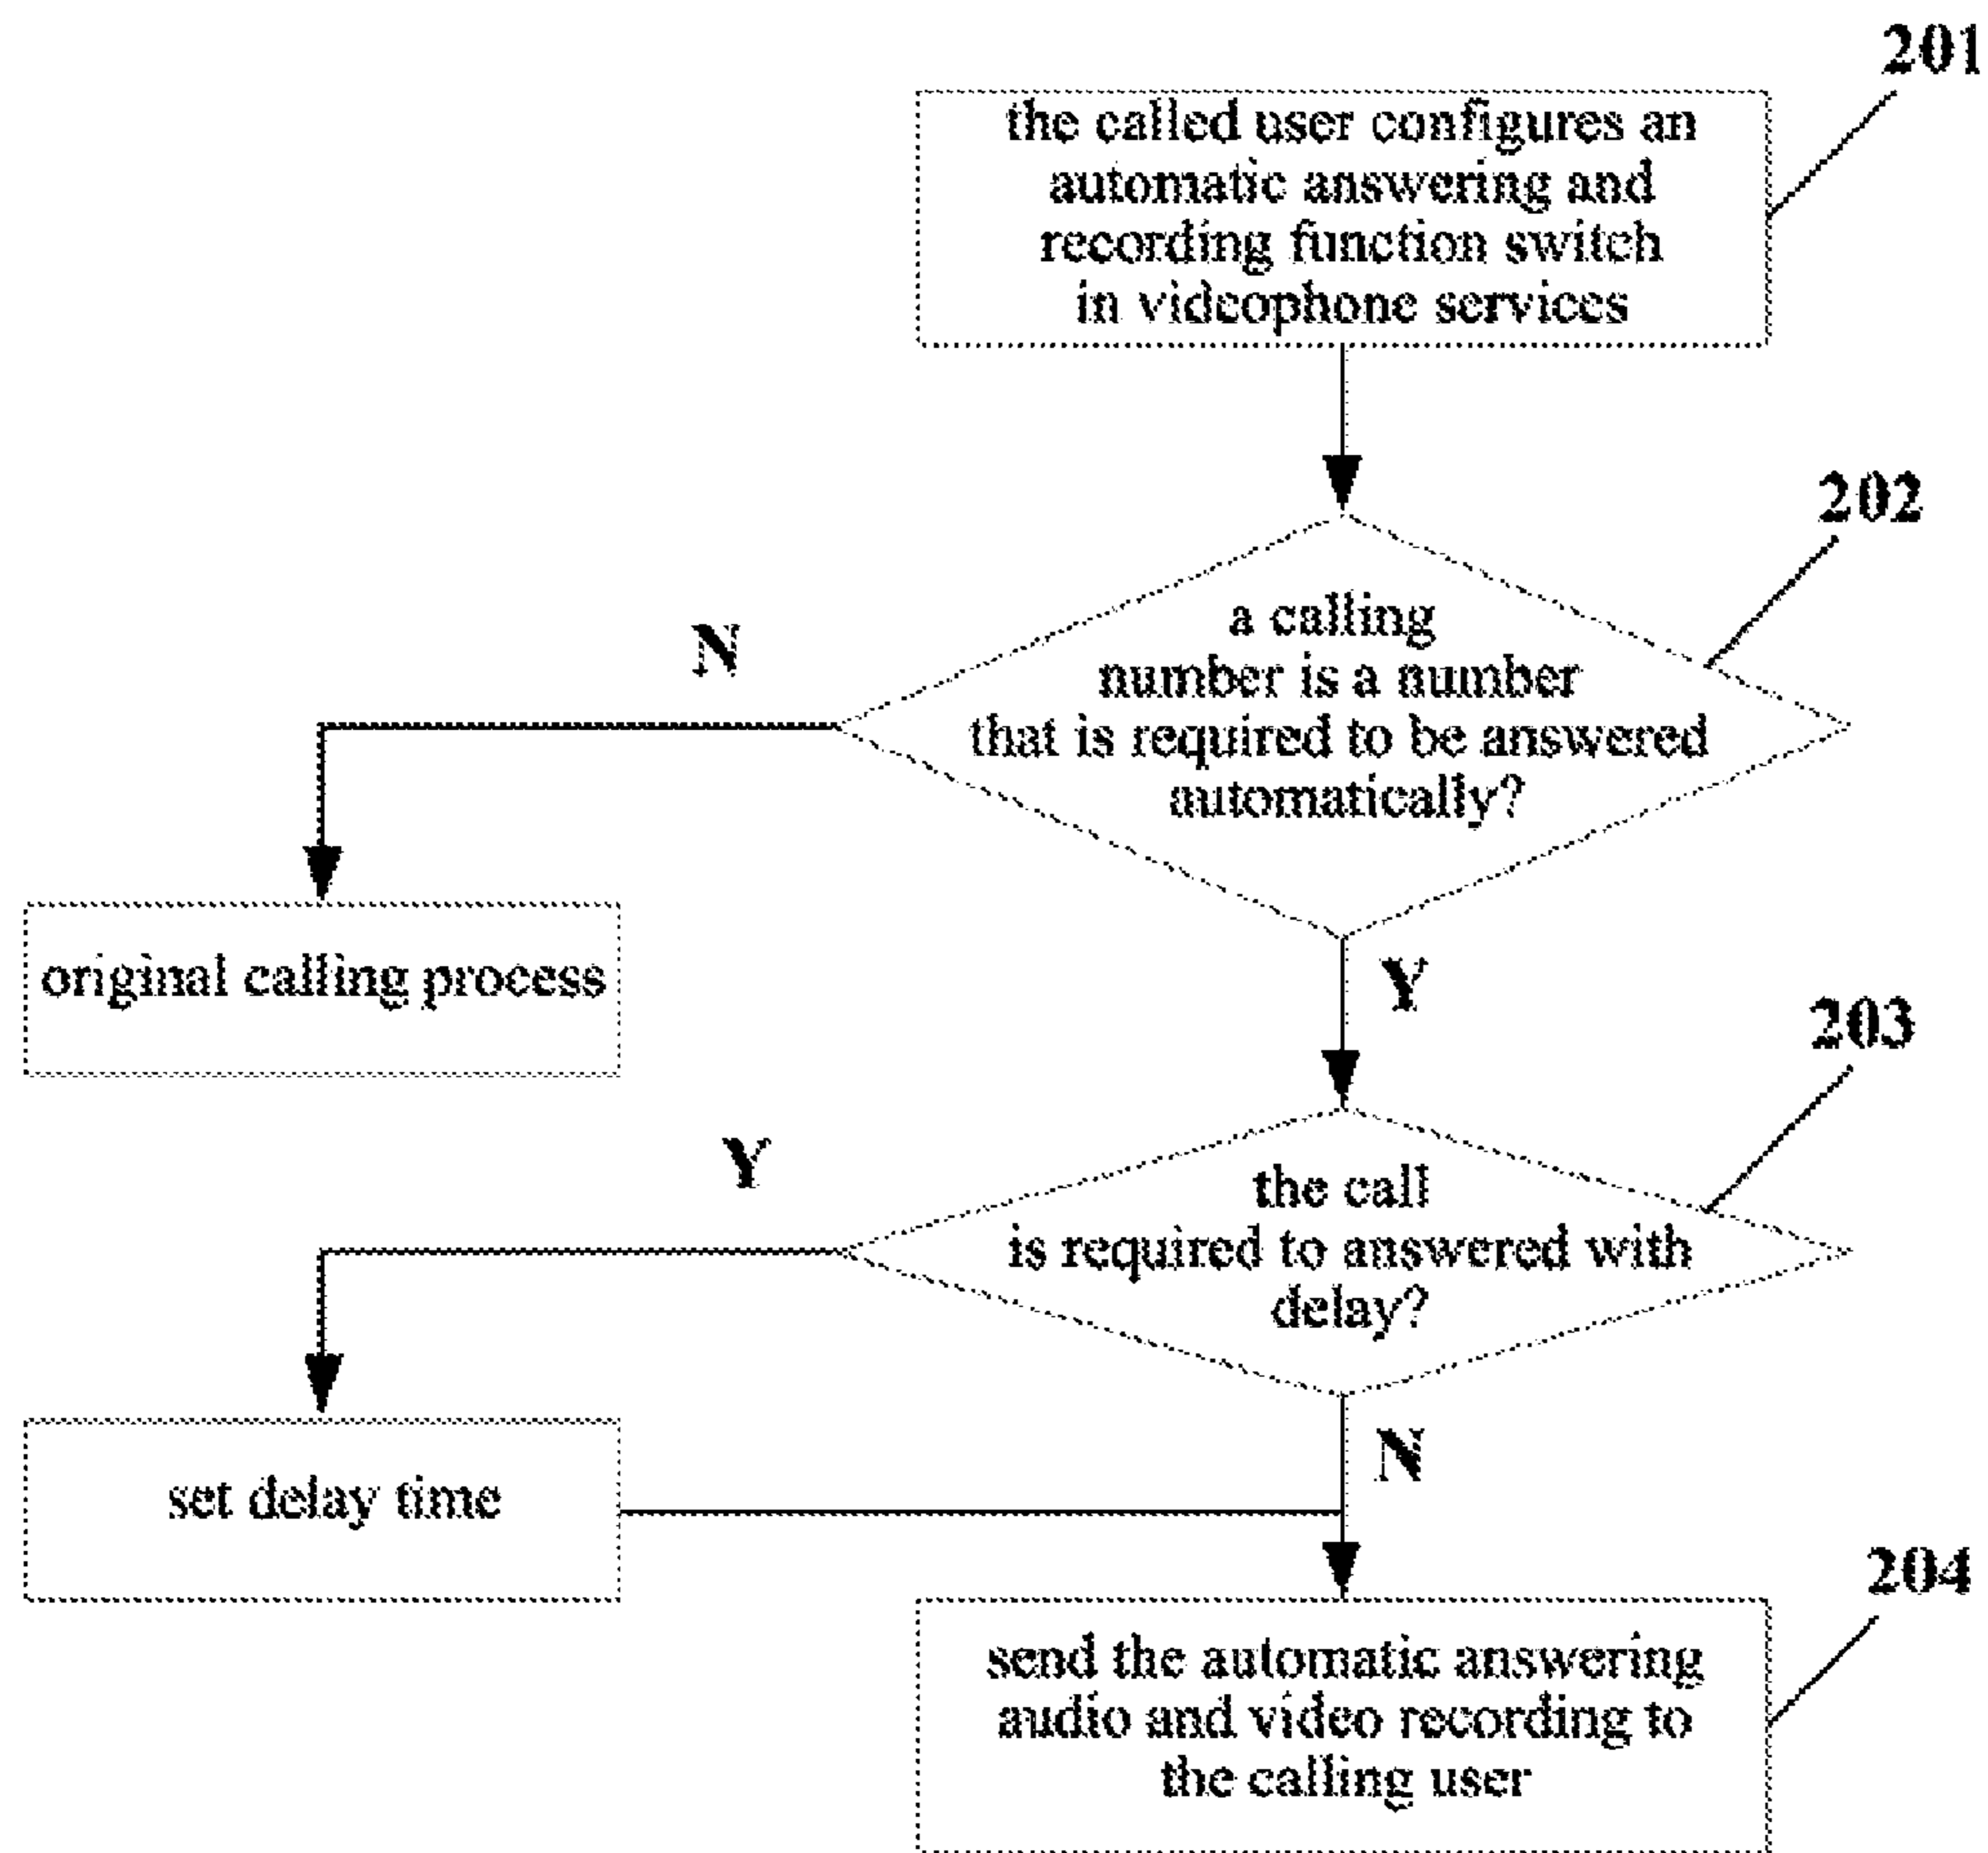 201
the called user configures an
automatic answering and
recording function switch
in videophone services
202
a calling
number is a number
that is required to be answered
automatically?
N
original calling process
Y
203
the call
is required to answered with
delay?
Y
set delay time
N
204
send the automatic answering
audio and video recording to
the calling user